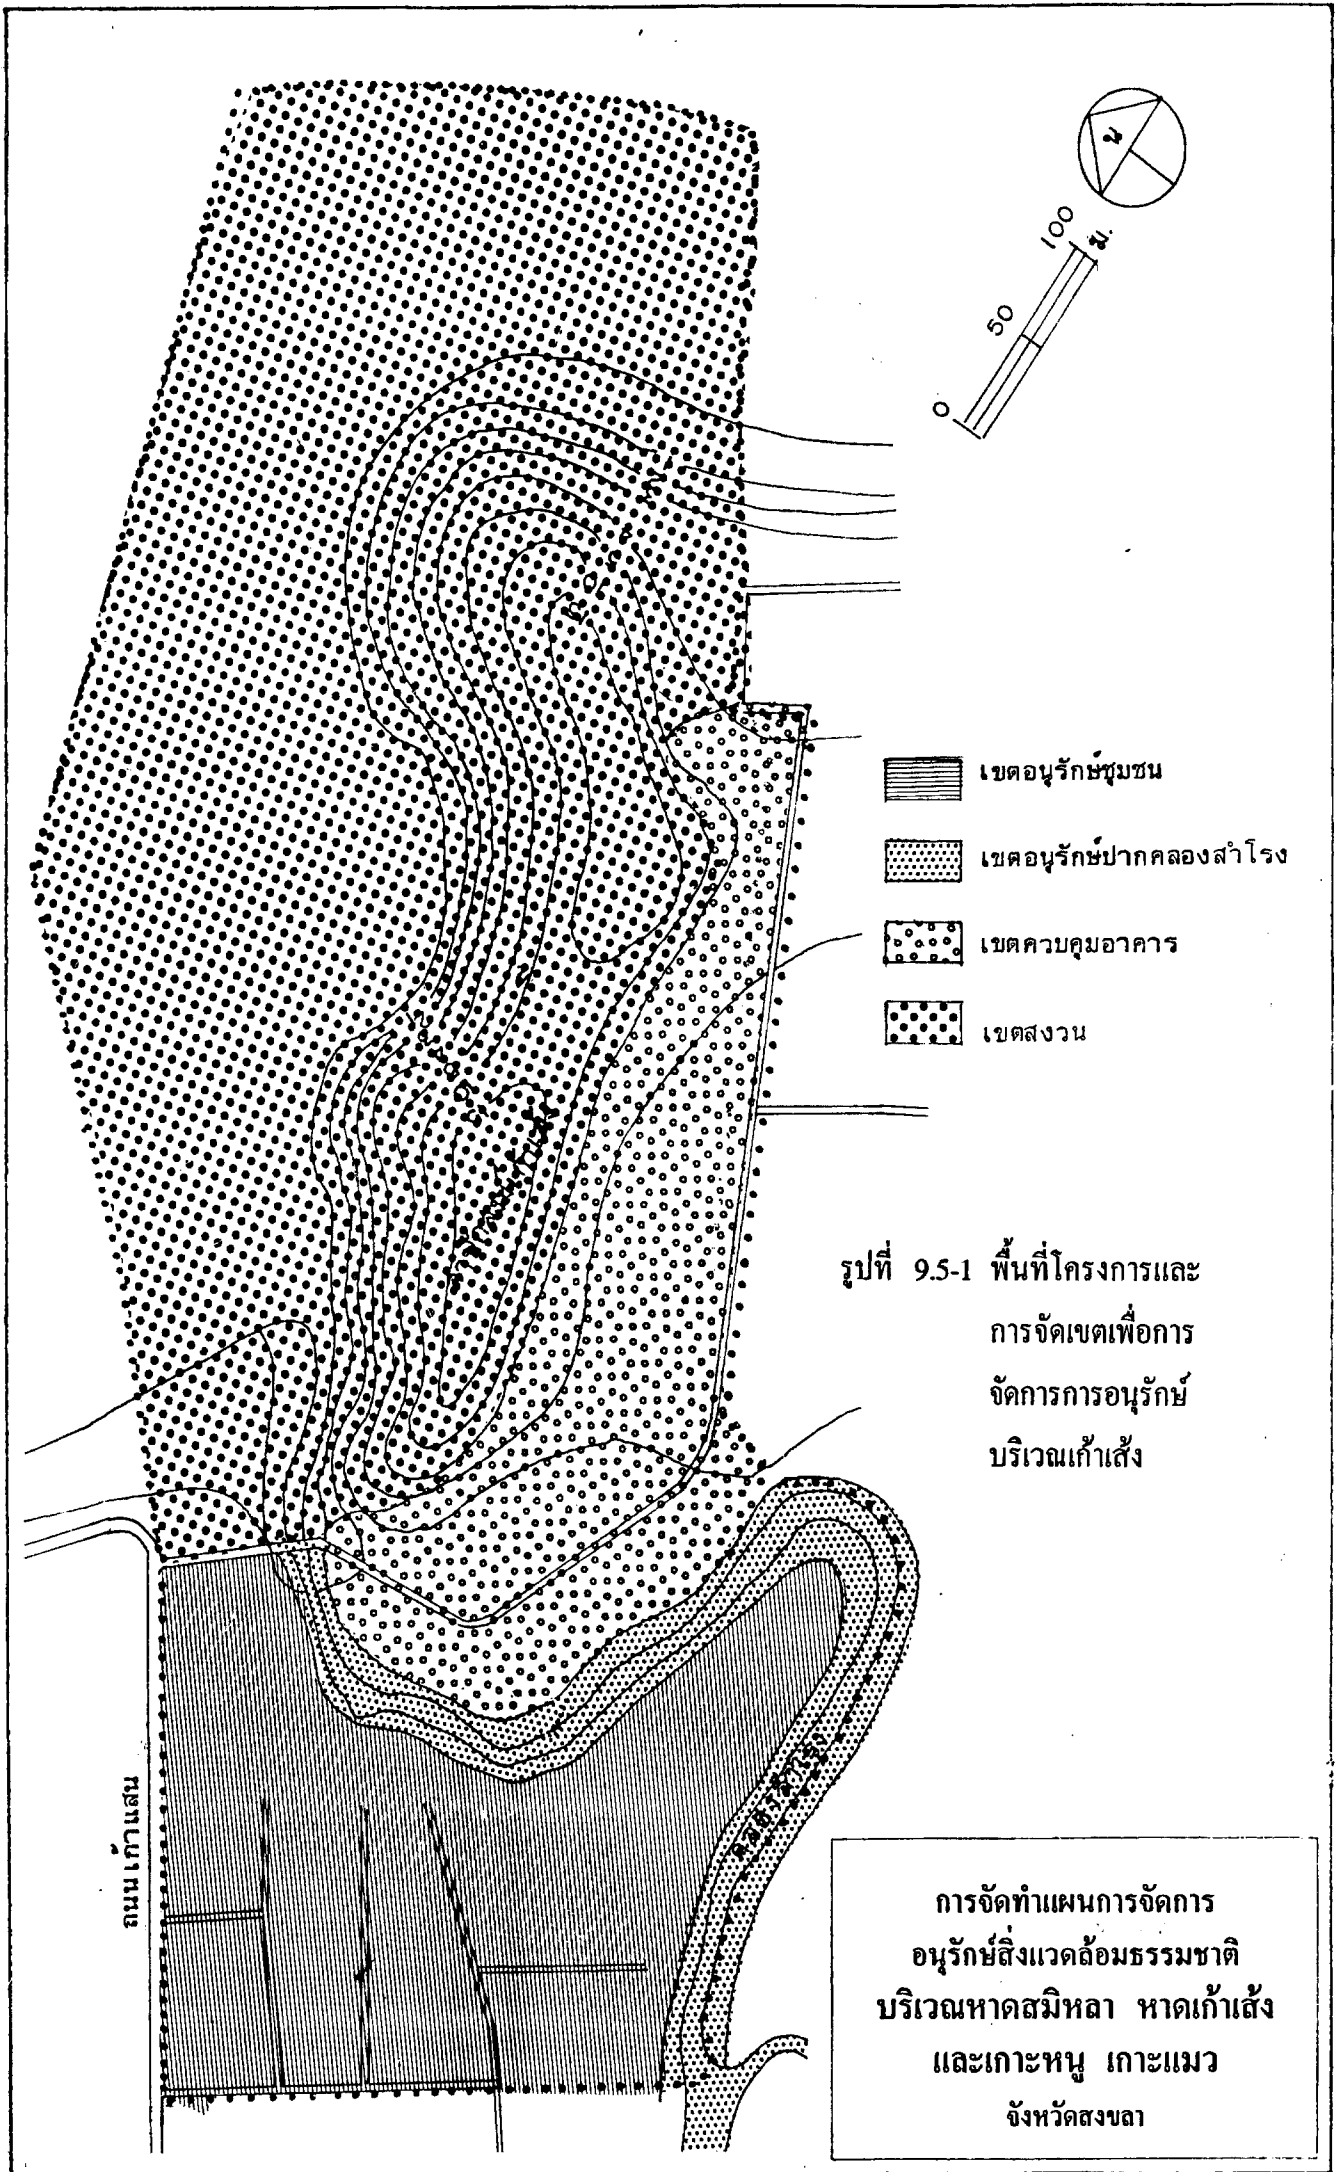 น
100
ม.
50
0
เขตอนุรักษ์ชุมชน
เขตอนุรักษ์ปากคลองสำโรง
เขตควบคุมอาคาร
เขตสงวน
รูปที่ 9.5-1 พื้นที่โครงการและ
การจัดเขตเพื่อการ
จัดการการอนุรักษ์
บริเวณเก้าเส้ง
ถนนเก้าแสน
คลองสำโรง
การจัดทำแผนการจัดการ
อนุรักษ์สิ่งแวดล้อมธรรมชาติ
บริเวณหาดสมิหลา หาดเก้าเส้ง
และเกาะหนู เกาะแมว
จังหวัดสงขลา